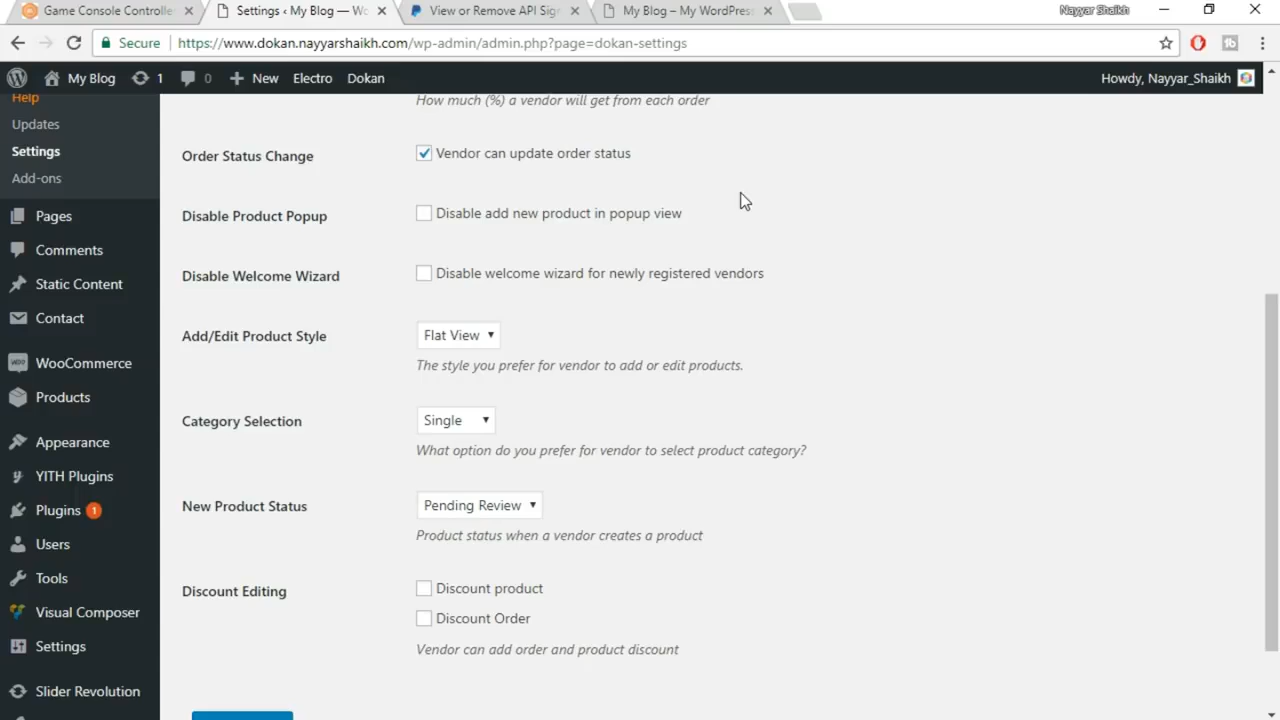 Game Console Controlle
Settings ‹ My Blog — Wo
View or Remove API Sig
My Blog – My WordPres
Nayyar Shaikh
Secure
https://www.dokan.nayyarshaikh.com/wp-admin/admin.php?page=dokan-settings
My Blog
1
0
New
Electro
Dokan
Howdy, Nayyar_Shaikh
Help
Updates
Settings
Add-ons
Pages
Comments
Static Content
Contact
WooCommerce
Products
Appearance
YITH Plugins
Plugins 1
Users
Tools
Visual Composer
Settings
Slider Revolution
How much (%) a vendor will get from each order
Order Status Change
Vendor can update order status
Disable Product Popup
Disable add new product in popup view
Disable Welcome Wizard
Disable welcome wizard for newly registered vendors
Add/Edit Product Style
Flat View
The style you prefer for vendor to add or edit products.
Category Selection
Single
What option do you prefer for vendor to select product category?
New Product Status
Pending Review
Product status when a vendor creates a product
Discount Editing
Discount product
Discount Order
Vendor can add order and product discount